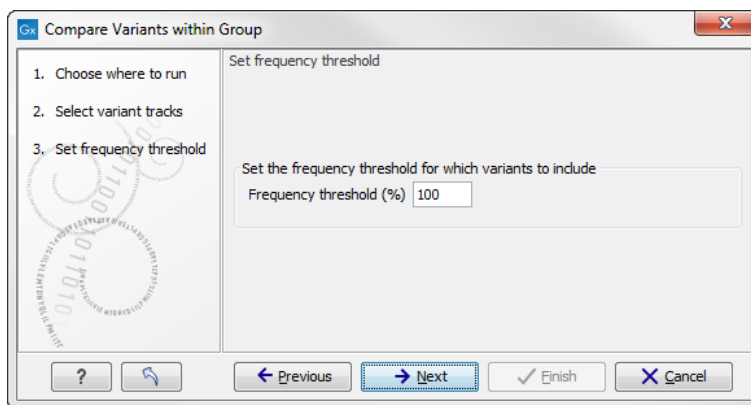 Gx Compare Variants within Group
X
1. Choose where to run
2. Select variant tracks
3. Set frequency threshold
Set frequency threshold
Set the frequency threshold for which variants to include
Frequency threshold (%) 100
? Previous Next Finish Cancel